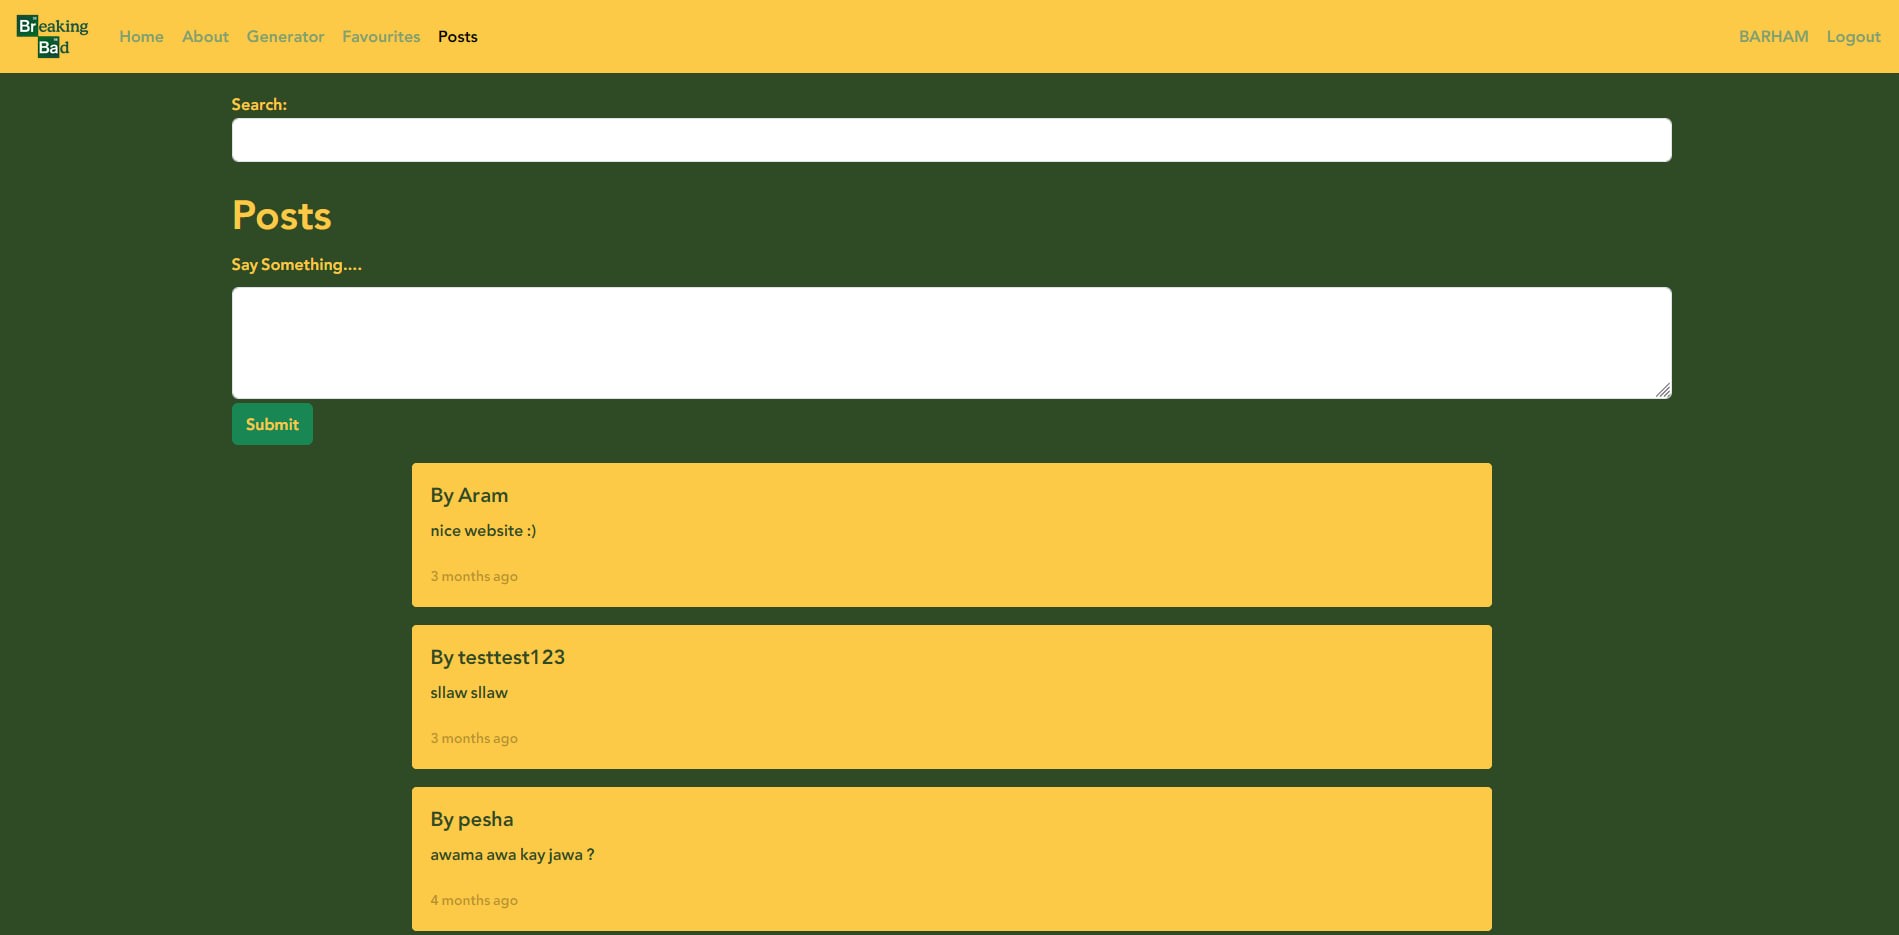 Breaking
Bad
Home About Generator Favourites Posts BARHAM Logout
Search:
Posts
Say Something....
Submit
By Aram
nice website :)
3 months ago
By testtest123
sllaw sllaw
3 months ago
By pesha
awama awa kay jawa ?
4 months ago